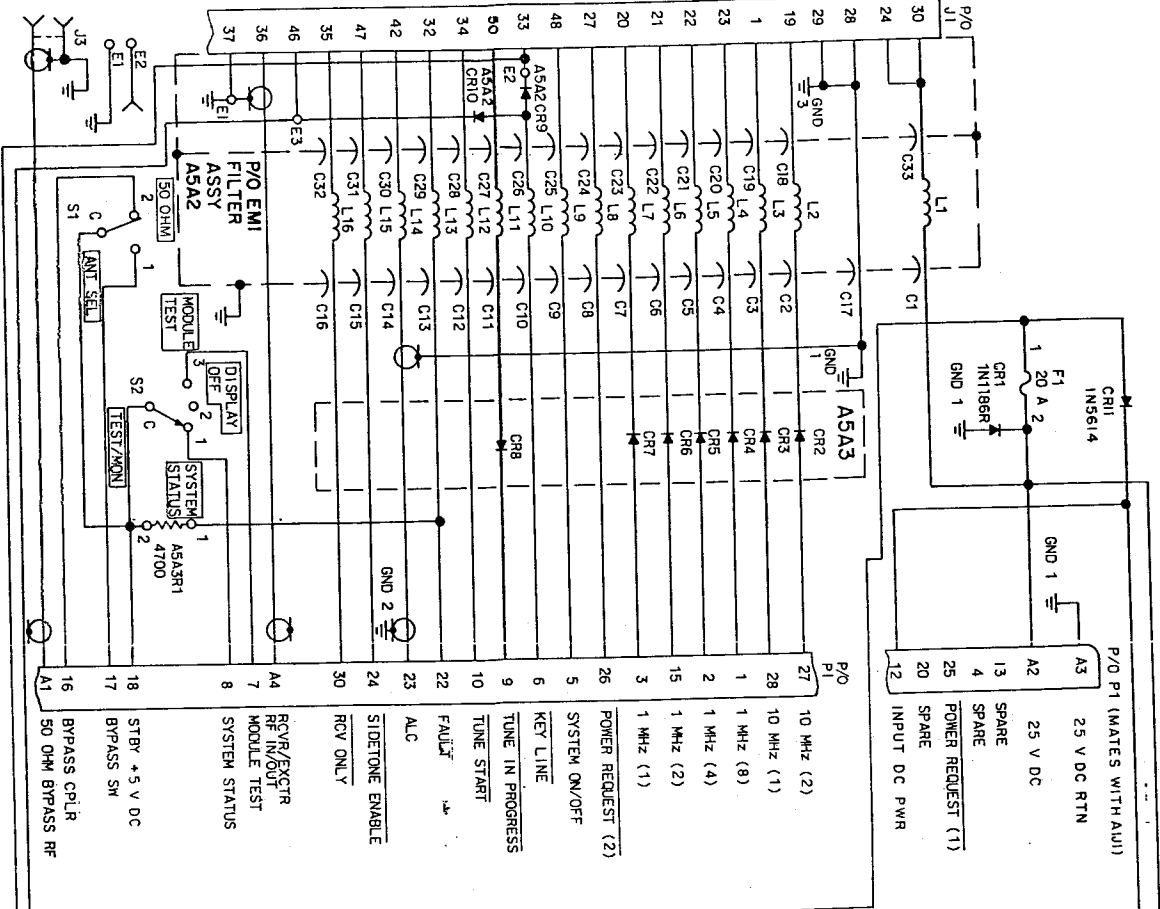 P/O
J1
30
24
28
29
19
1
23
22
21
20
27
48
33
50
34
32
42
47
35
46
36
37
GND
3
A5A2 CR9
E2
A5A2
CR10
E3
E1
E2
E1
J3
C33
L1
C1
C17
C18
L2
C2
C19
L3
C3
C20
L4
C4
C21
L5
C5
C22
L6
C6
C23
L7
C7
C24
L8
C8
C25
L9
C9
C26
L10
C10
C27
L11
C11
C28
L12
C12
C29
L13
C13
C30
L14
C14
C31
L15
C15
C32
L16
C16
P/O EMI
FILTER
ASSY
A5A2
50 OHM
2
C
1
S1
ANT SEL
MODULE
TEST
DISPLAY
OFF
3
2
1
S2
C
TEST/MON
SYSTEM
STATUS
1
2
A5A3R1
4700
GND
1
A5A3
CR2
CR3
CR4
CR5
CR6
CR7
CR8
GND 2
CR11
1N5614
F1
20 A
1
2
CR1
1N1186R
GND 1
GND 1
P/O P1 (MATES WITH A1J1)
A3 25 V DC RTN
A2 25 V DC
13 SPARE
4 SPARE
25 POWER REQUEST (1)
20 SPARE
12 INPUT DC PWR
P/O
P1
27 10 MHz (2)
28 10 MHz (1)
1 1 MHz (8)
2 1 MHz (4)
15 1 MHz (2)
3 1 MHz (1)
26 POWER REQUEST (2)
5 SYSTEM ON/OFF
6 KEY LINE
9 TUNE IN PROGRESS
10 TUNE START
22 FAULT
23 ALC
24 SIDETONE ENABLE
30 RCV ONLY
A4 RCVR/EXCTR
RF IN/OUT
7 MODULE TEST
8 SYSTEM STATUS
18 STBY +5 V DC
17 BYPASS SW
16 BYPASS CPLR
A1 50 OHM BYPASS RF